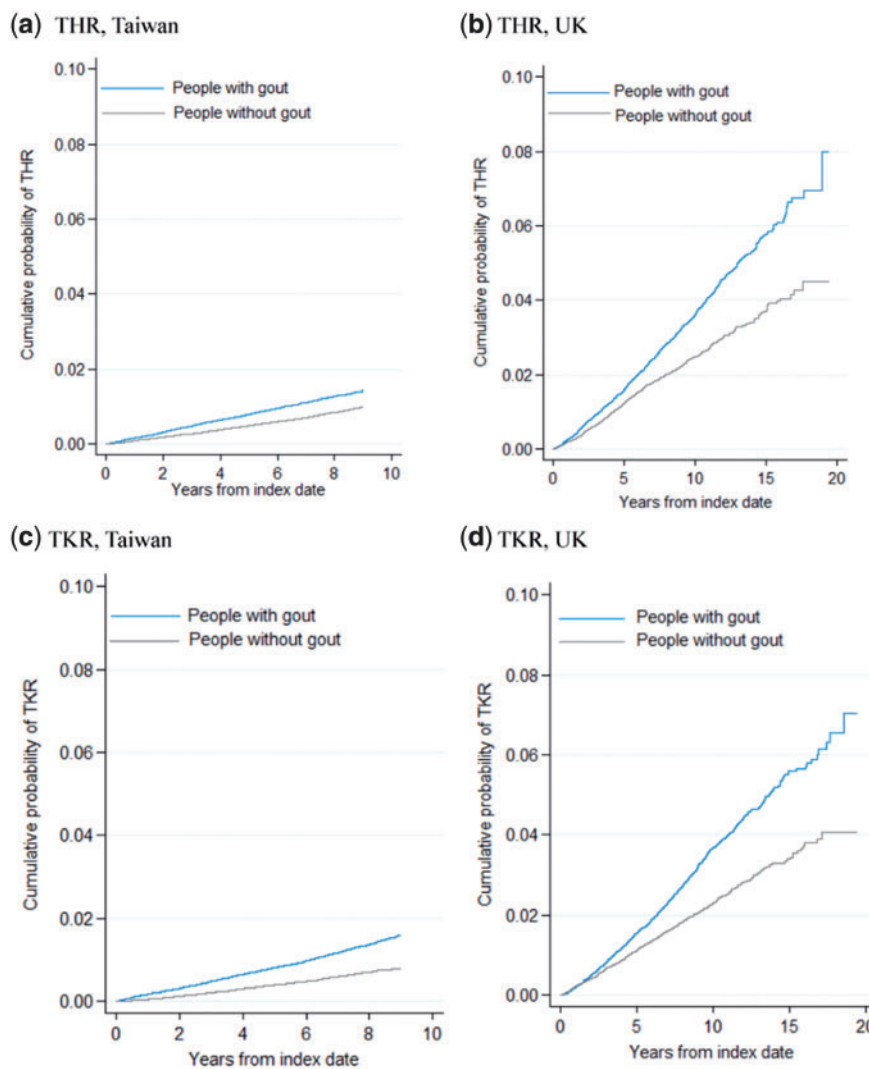 (a) THR, Taiwan
0.10
0.08
0.06
0.04
0.02
0.00
Cumulative probability of THR
People with gout
People without gout
0 2 4 6 8 10
Years from index date
(b) THR, UK
0.10
0.08
0.06
0.04
0.02
0.00
Cumulative probability of THR
People with gout
People without gout
0 5 10 15 20
Years from index date
(c) TKR, Taiwan
0.10
0.08
0.06
0.04
0.02
0.00
Cumulative probability of TKR
People with gout
People without gout
0 2 4 6 8 10
Years from index date
(d) TKR, UK
0.10
0.08
0.06
0.04
0.02
0.00
Cumulative probability of TKR
People with gout
People without gout
0 5 10 15 20
Years from index date